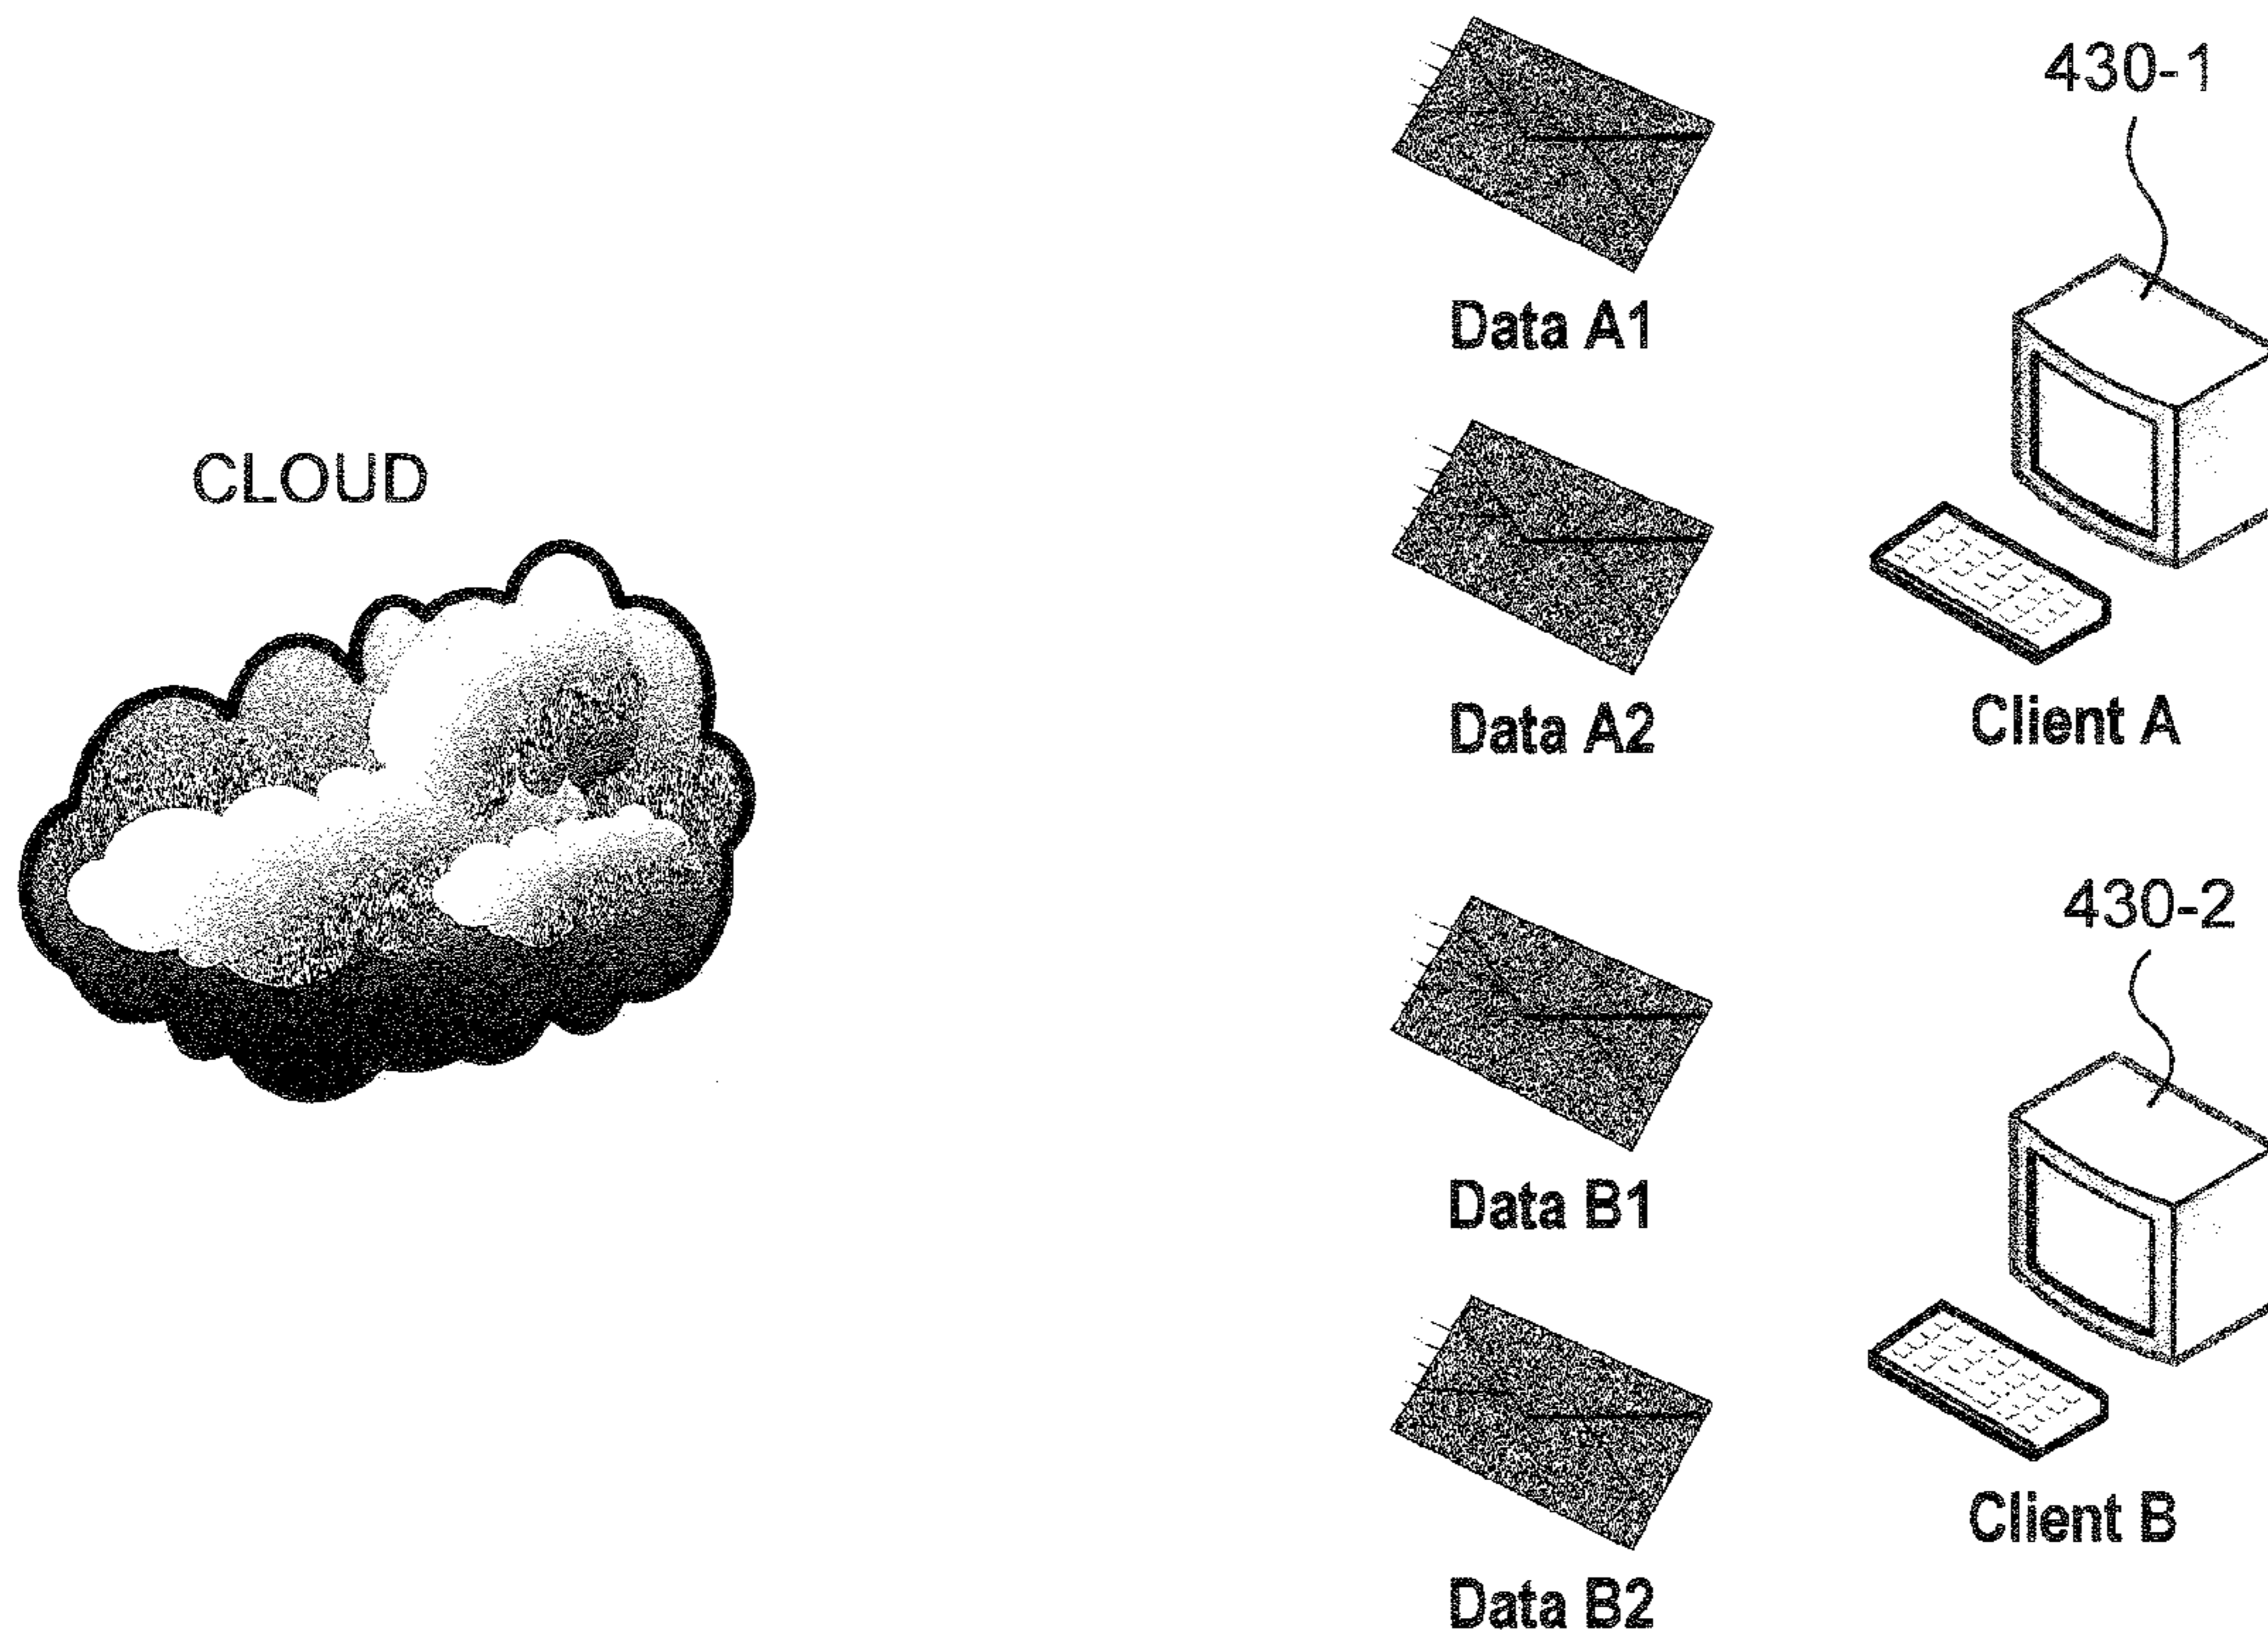 430-1
Data A1
CLOUD
Data A2
Client A
430-2
Data B1
Client B
Data B2